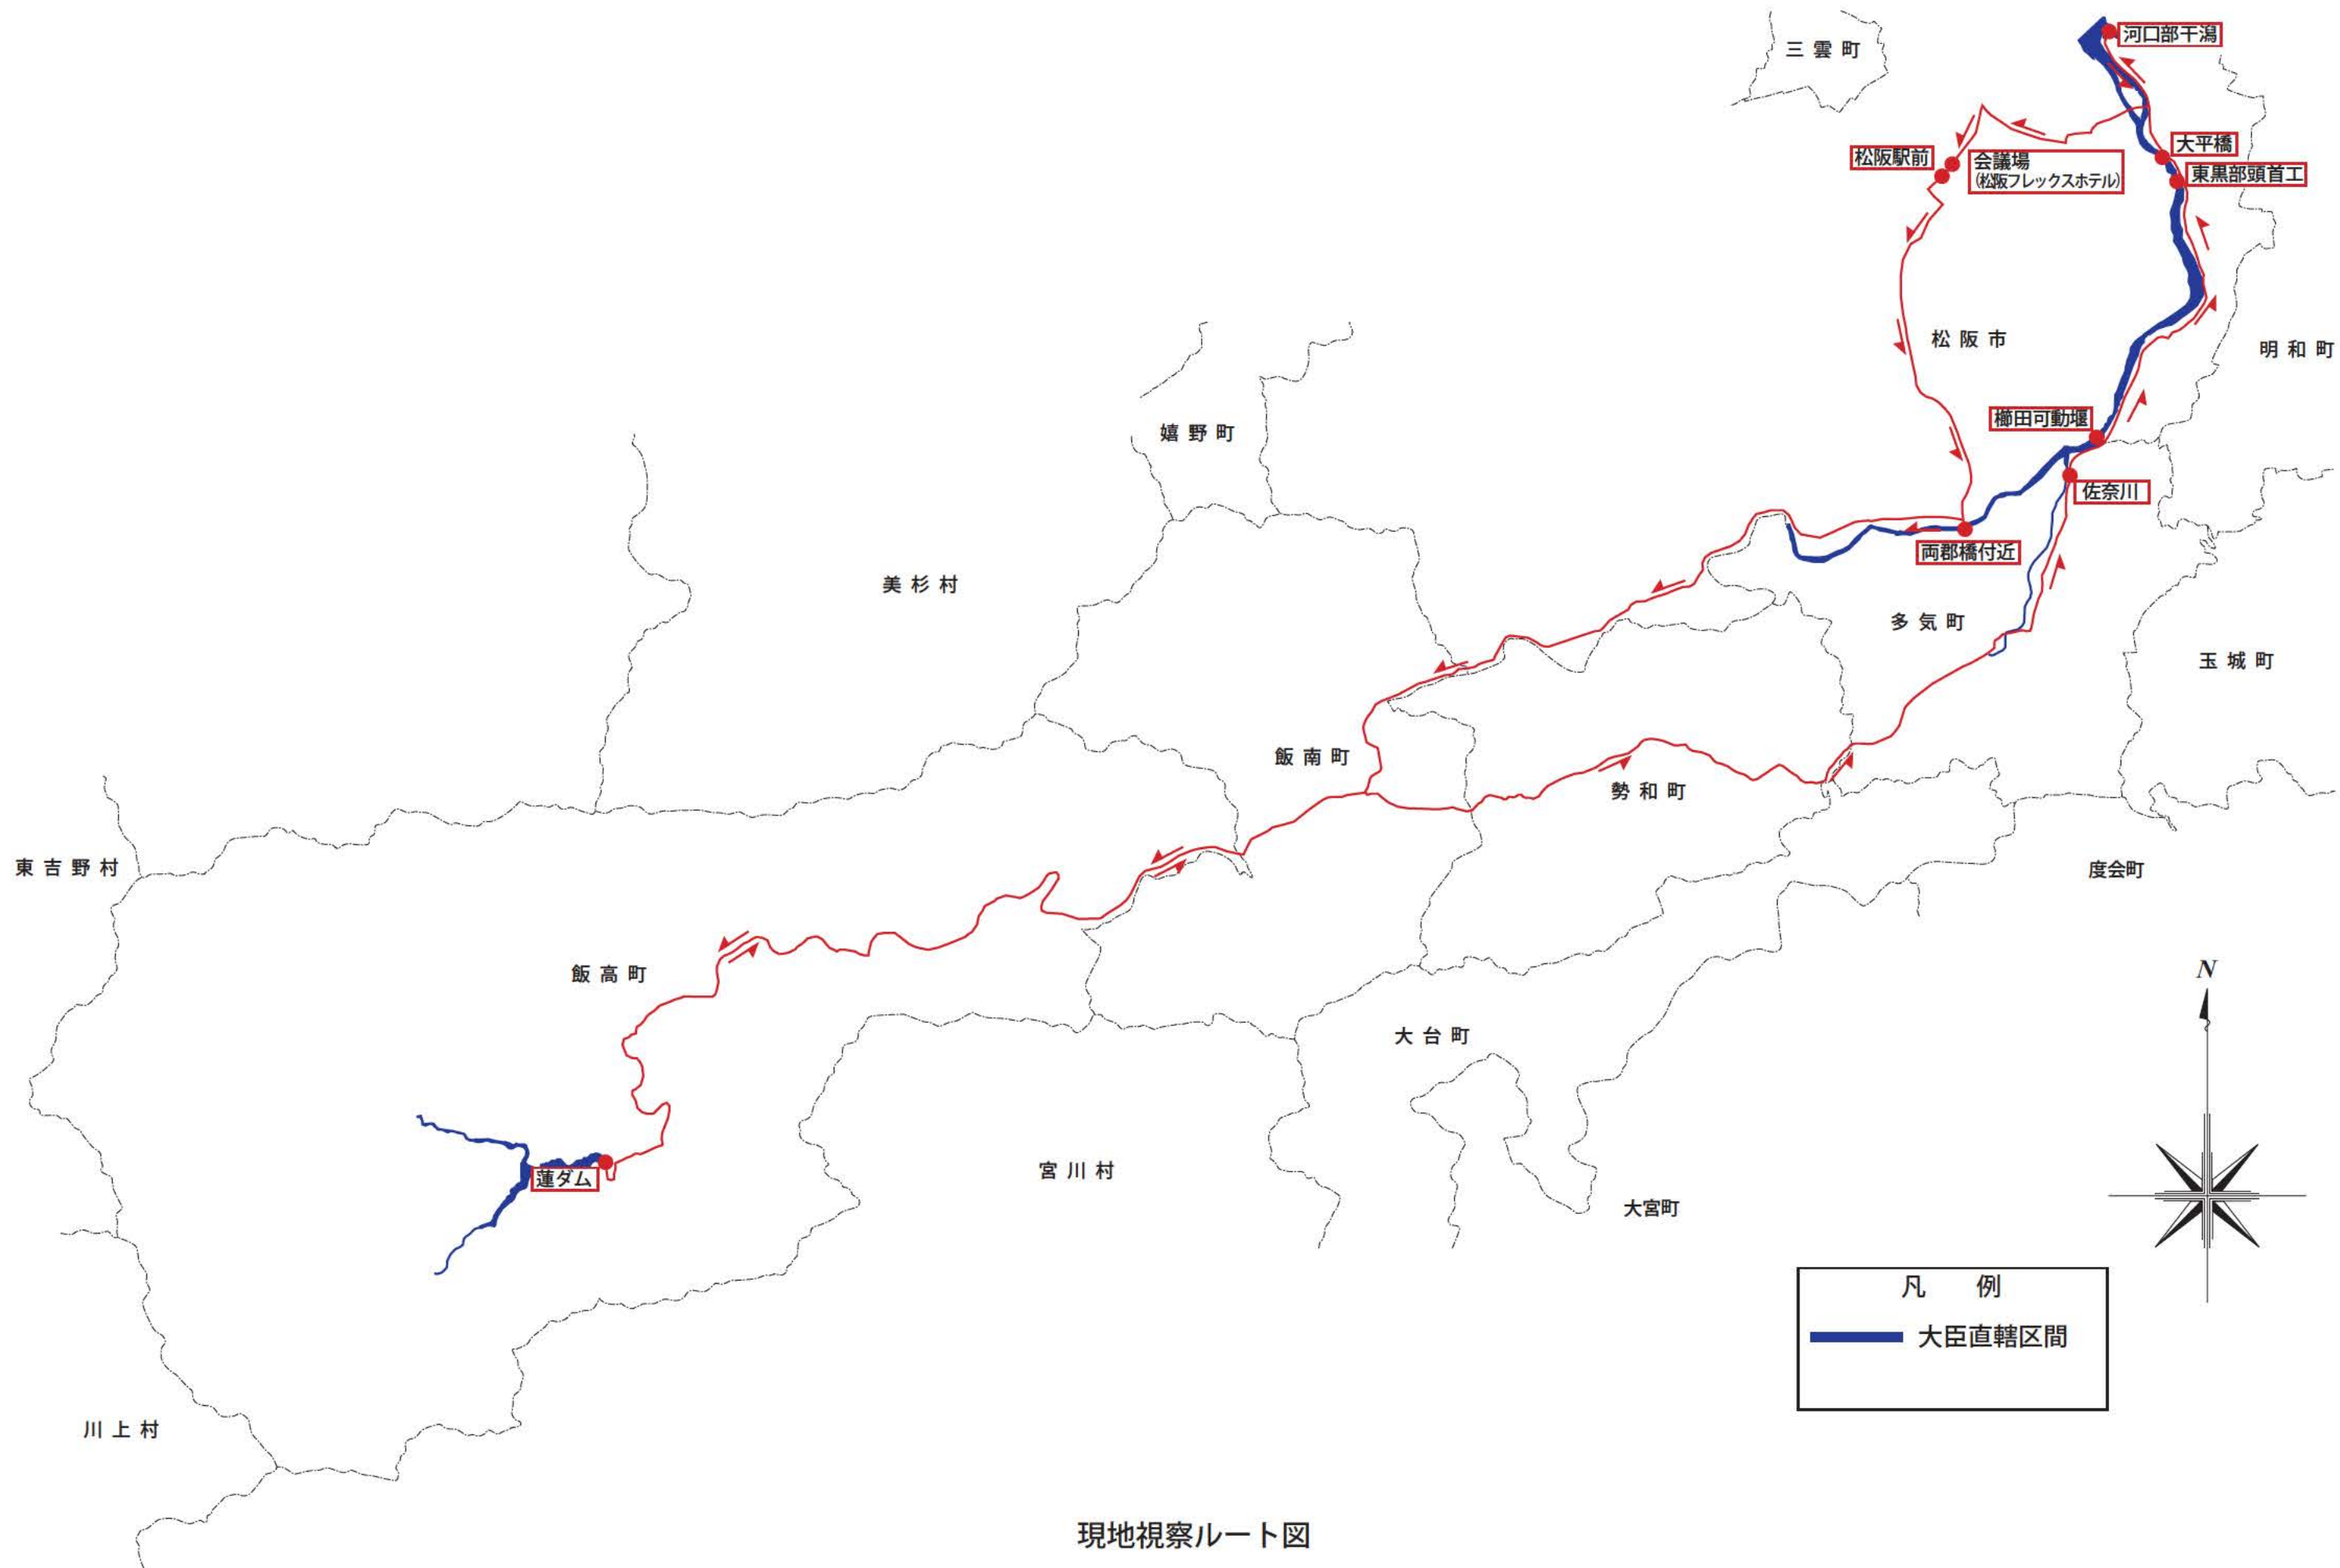 河口部干潟
三雲町
大平橋
松阪駅前
会議場
(松阪フレックスホテル)
東黒部頭首工
松阪市
明和町
櫛田可動堰
嬉野町
佐奈川
両郡橋付近
美杉村
多気町
玉城町
飯南町
勢和町
東吉野村
度会町
飯高町
N
大台町
宮川村
蓮ダム
大宮町
凡 例
大臣直轄区間
川上村
現地視察ルート図